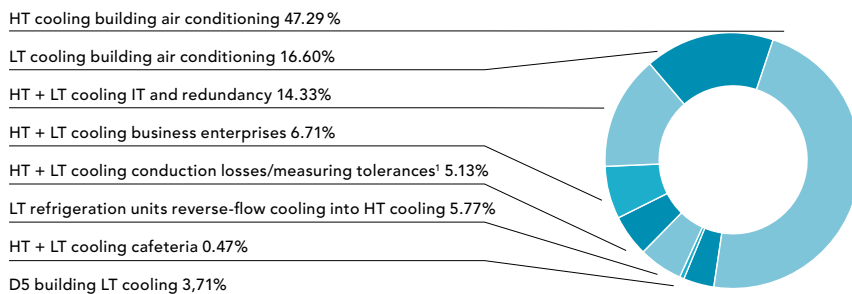 HT cooling building air conditioning 47.29 %
LT cooling building air conditioning 16.60%
HT + LT cooling IT and redundancy 14.33%
HT + LT cooling business enterprises 6.71%
HT + LT cooling conduction losses/measuring tolerances¹ 5.13%
LT refrigeration units reverse-flow cooling into HT cooling 5.77%
HT + LT cooling cafeteria 0.47%
D5 building LT cooling 3,71%